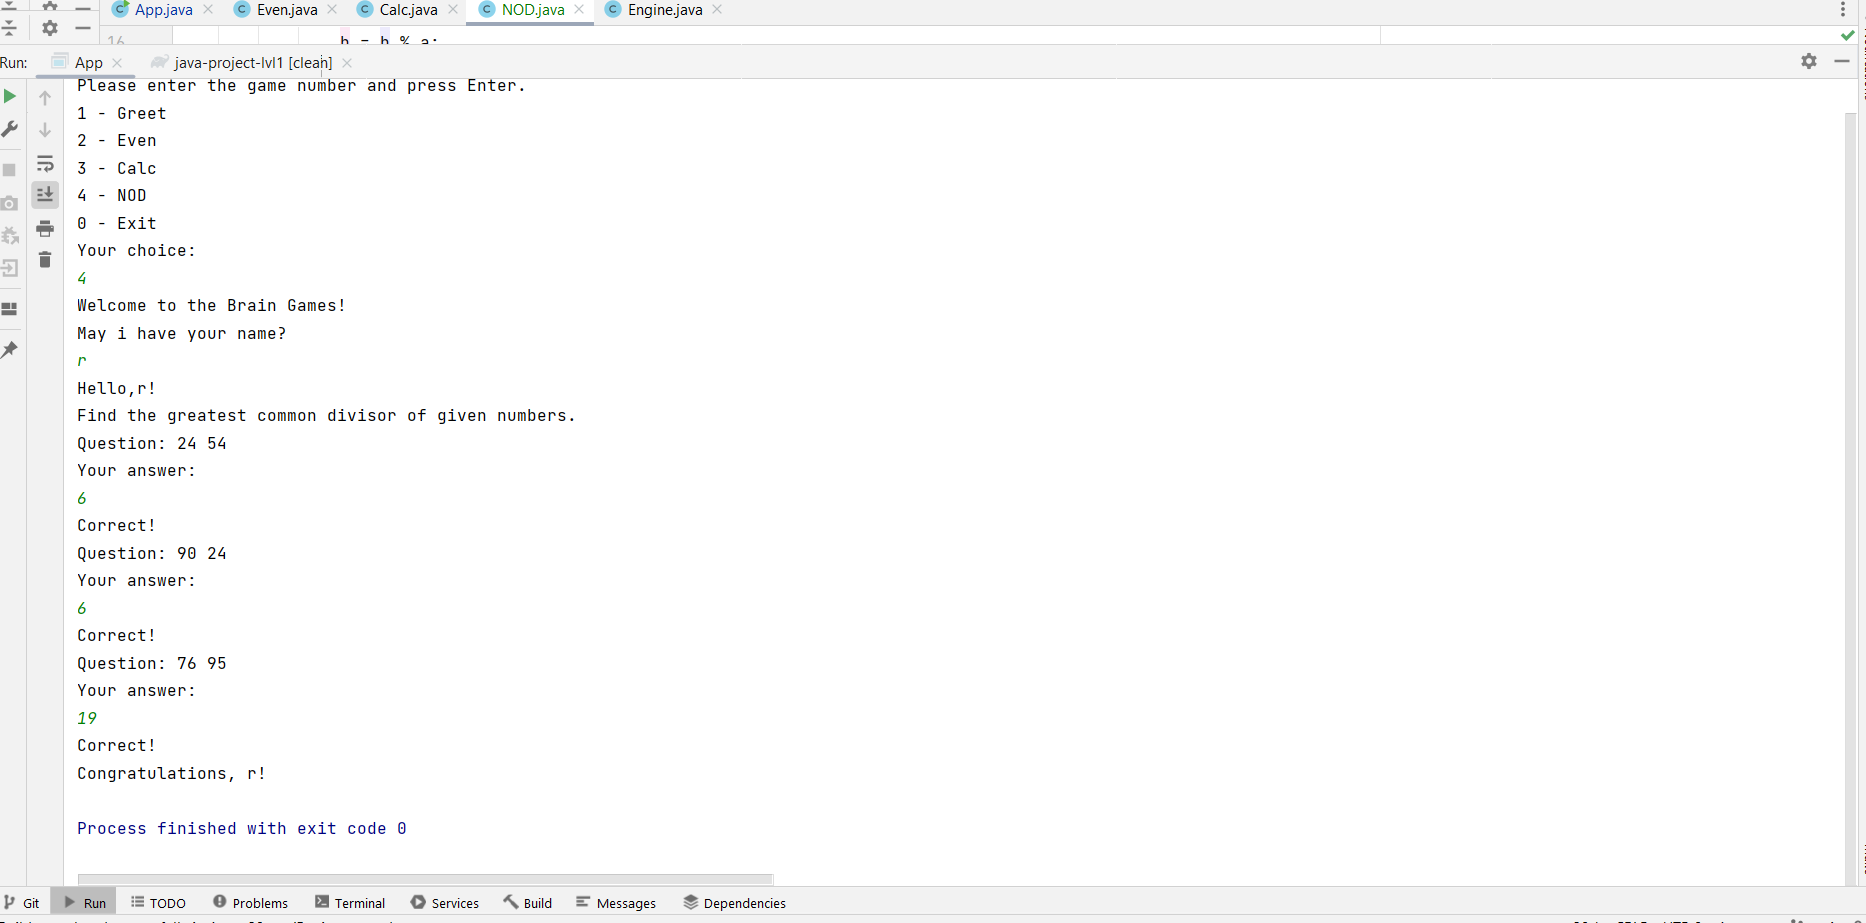 App.java Even.java Calc.java NOD.java Engine.java
16 b = b % a;
Run: App java-project-lvl1 [clean]
Please enter the game number and press Enter.
1 - Greet
2 - Even
3 - Calc
4 - NOD
0 - Exit
Your choice:
4
Welcome to the Brain Games!
May i have your name?
r
Hello,r!
Find the greatest common divisor of given numbers.
Question: 24 54
Your answer:
6
Correct!
Question: 90 24
Your answer:
6
Correct!
Question: 76 95
Your answer:
19
Correct!
Congratulations, r!
Process finished with exit code 0
Git Run TODO Problems Terminal Services Build Messages Dependencies